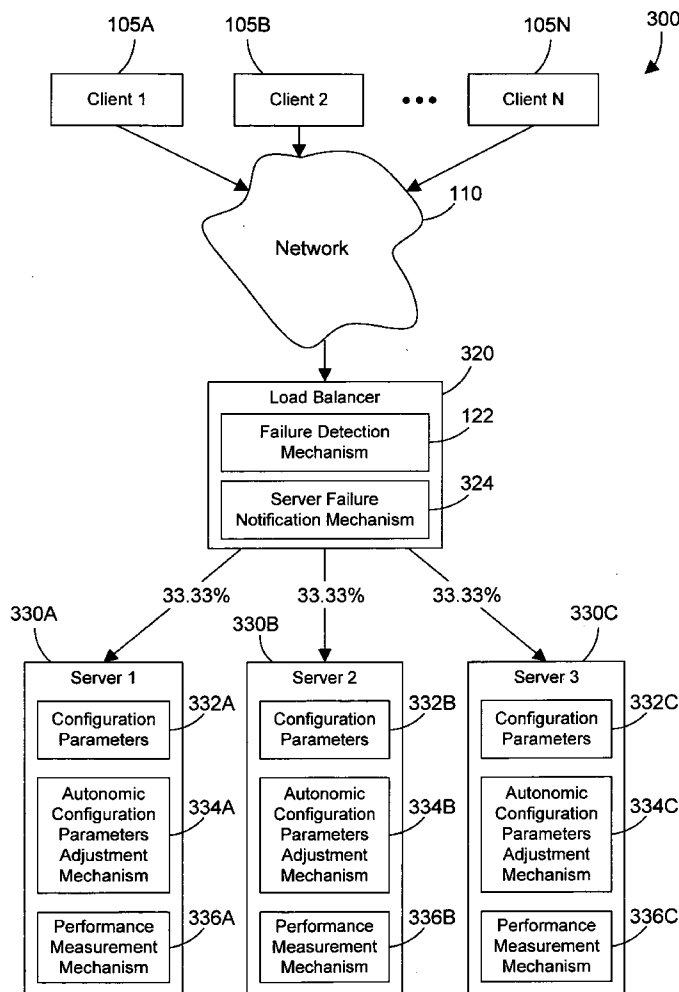 105A
105B
105N
300
Client 1
Client 2
Client N
110
Network
320
Load Balancer
Failure Detection
Mechanism
122
Server Failure
Notification Mechanism
324
33.33%
33.33%
33.33%
330A
330B
330C
Server 1
Server 2
Server 3
Configuration
Parameters
332A
Configuration
Parameters
332B
Configuration
Parameters
332C
Autonomic
Configuration
Parameters
Adjustment
Mechanism
334A
Autonomic
Configuration
Parameters
Adjustment
Mechanism
334B
Autonomic
Configuration
Parameters
Adjustment
Mechanism
334C
Performance
Measurement
Mechanism
336A
Performance
Measurement
Mechanism
336B
Performance
Measurement
Mechanism
336C